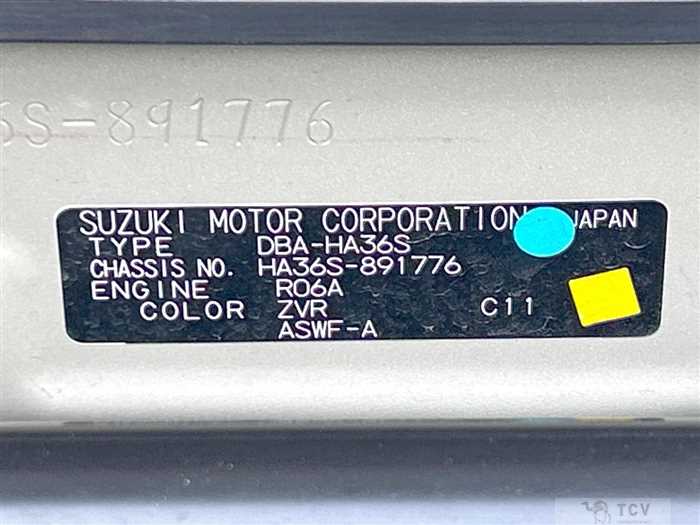 6S-891776
SUZUKI MOTOR CORPORATION JAPAN
TYPE DBA-HA36S
CHASSIS NO. HA36S-891776
ENGINE R06A
COLOR ZVR C11
ASWF-A
TCV